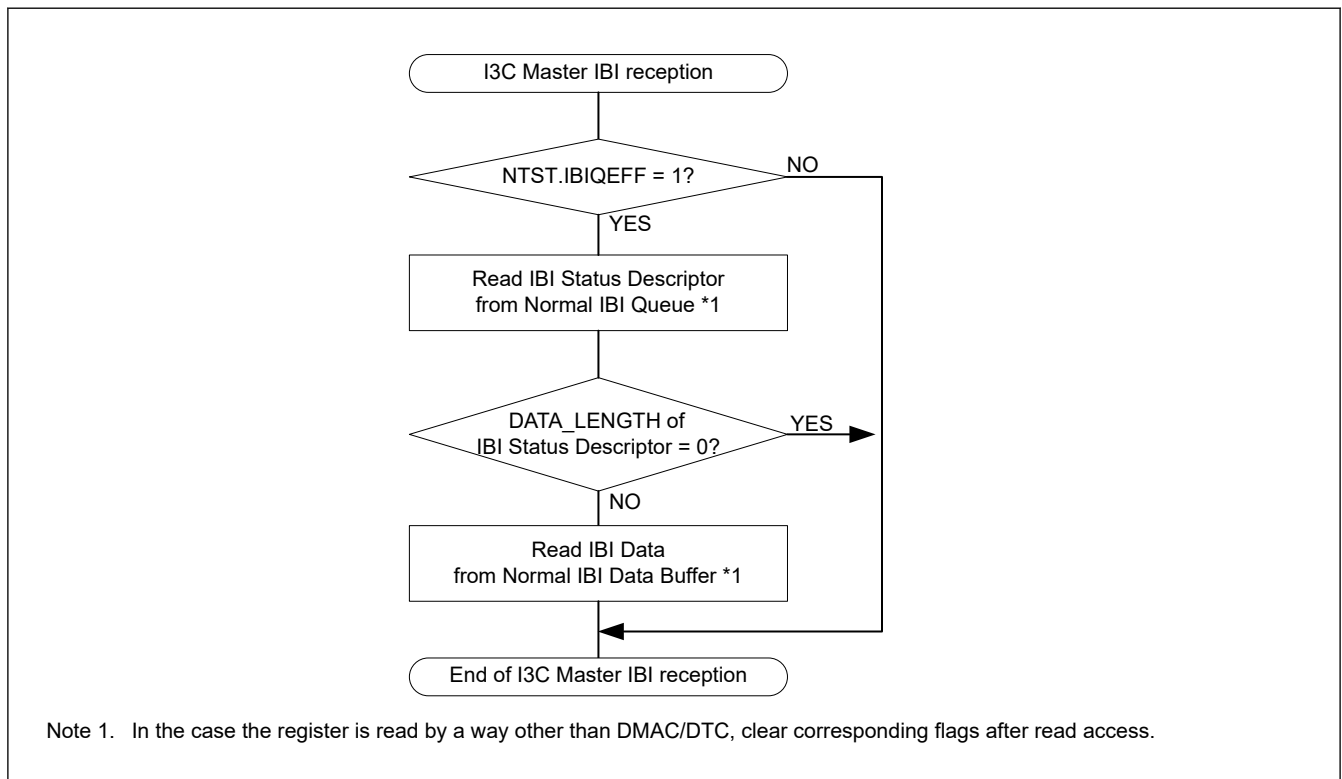 I3C Master IBI reception
NTST.IBIQEFF = 1?
NO
YES
Read IBI Status Descriptor
from Normal IBI Queue *1
DATA_LENGTH of
IBI Status Descriptor = 0?
YES
NO
Read IBI Data
from Normal IBI Data Buffer *1
End of I3C Master IBI reception
Note 1. In the case the register is read by a way other than DMAC/DTC, clear corresponding flags after read access.